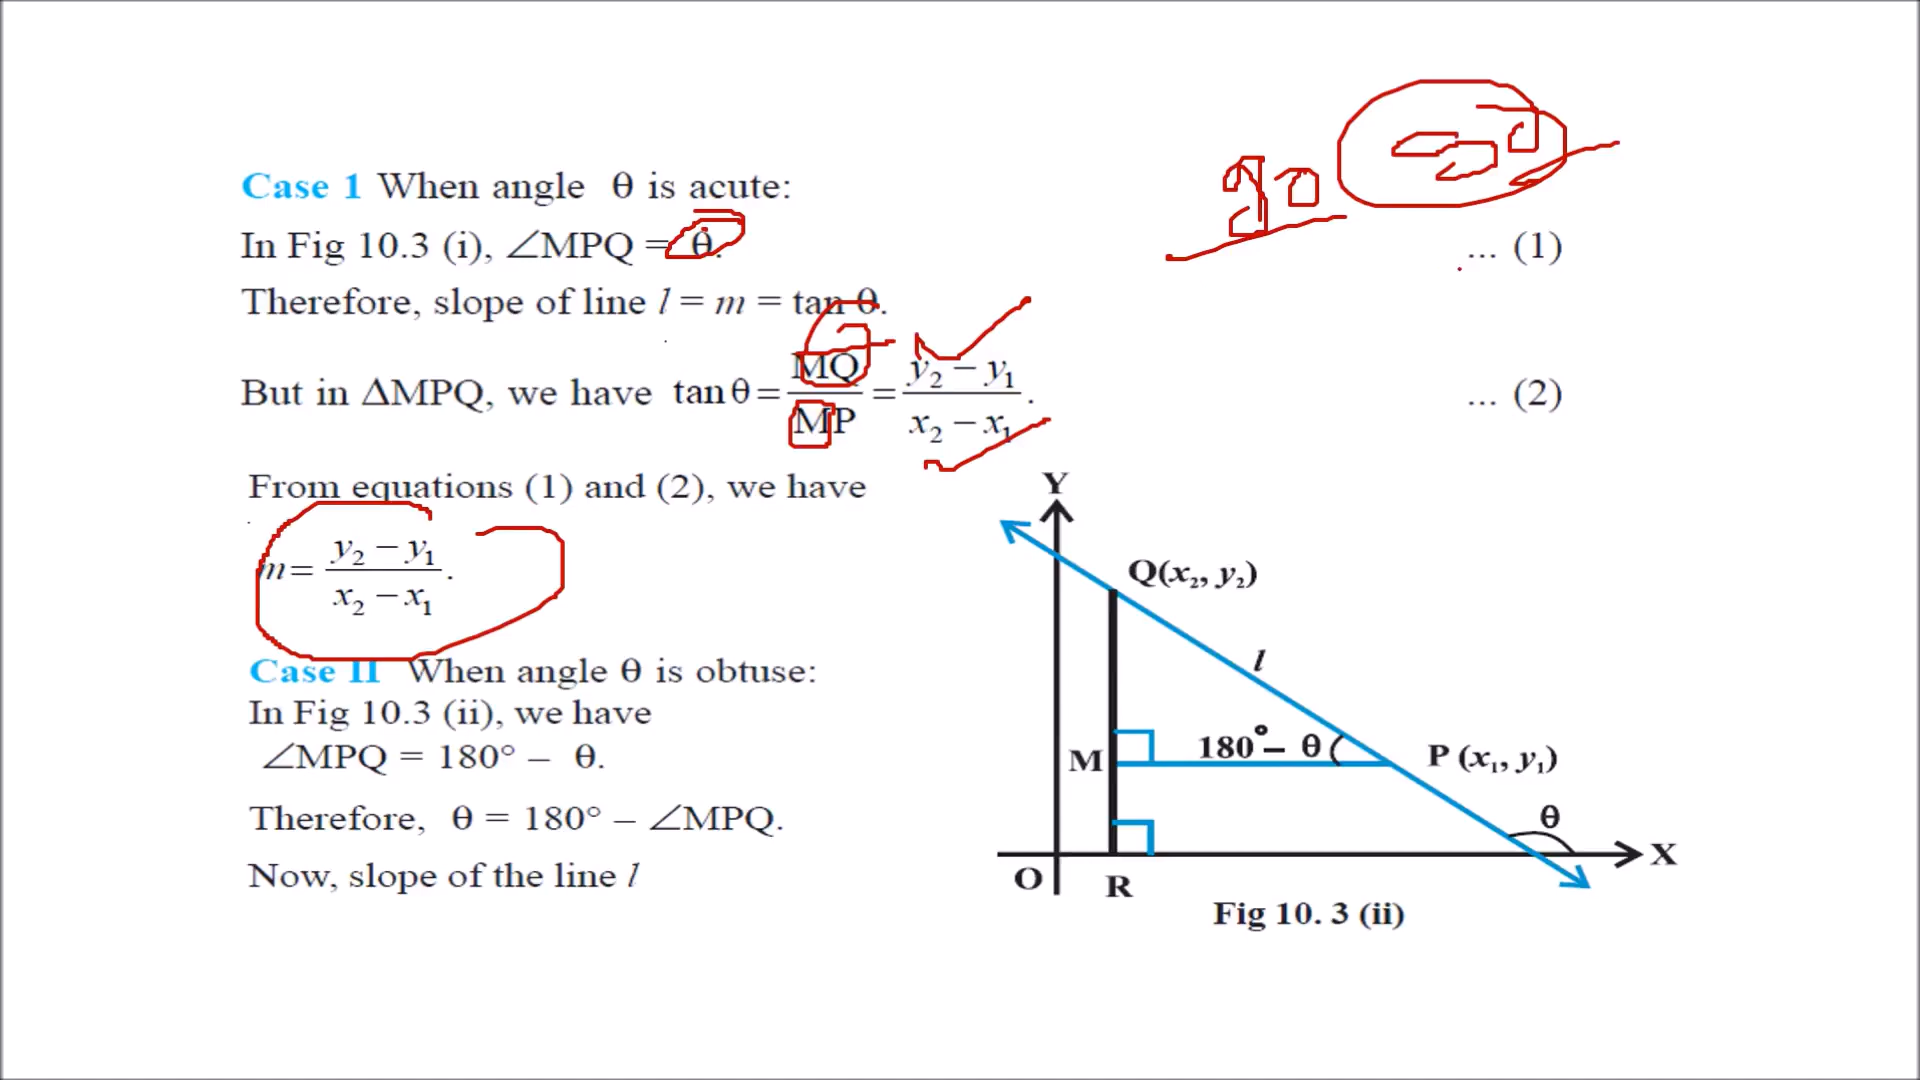 Case 1 When angle θ is acute:
In Fig 10.3 (i), ∠MPQ = θ. ... (1)
Therefore, slope of line l = m = tan θ.
But in ΔMPQ, we have tan θ = MQ/MP = (y₂ − y₁)/(x₂ − x₁). ... (2)
From equations (1) and (2), we have
m = (y₂ − y₁)/(x₂ − x₁).
Case II When angle θ is obtuse:
In Fig 10.3 (ii), we have
∠MPQ = 180° – θ.
Therefore, θ = 180° – ∠MPQ.
Now, slope of the line l
Y
Q(x₂, y₂)
l
M
180° – θ
P (x₁, y₁)
θ
X
O
R
Fig 10. 3 (ii)